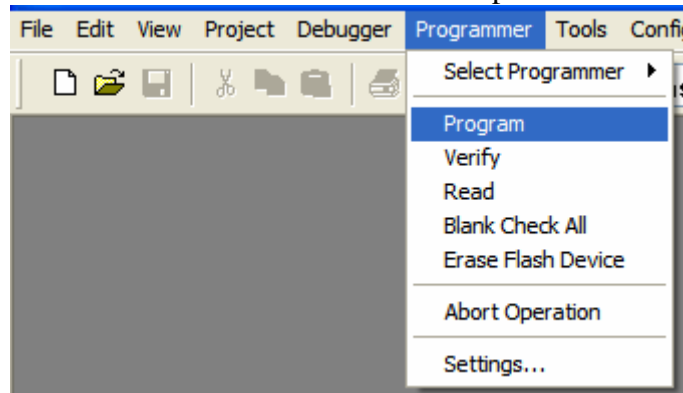 File Edit View Project Debugger Programmer Tools
Select Programmer
Program
Verify
Read
Blank Check All
Erase Flash Device
Abort Operation
Settings...